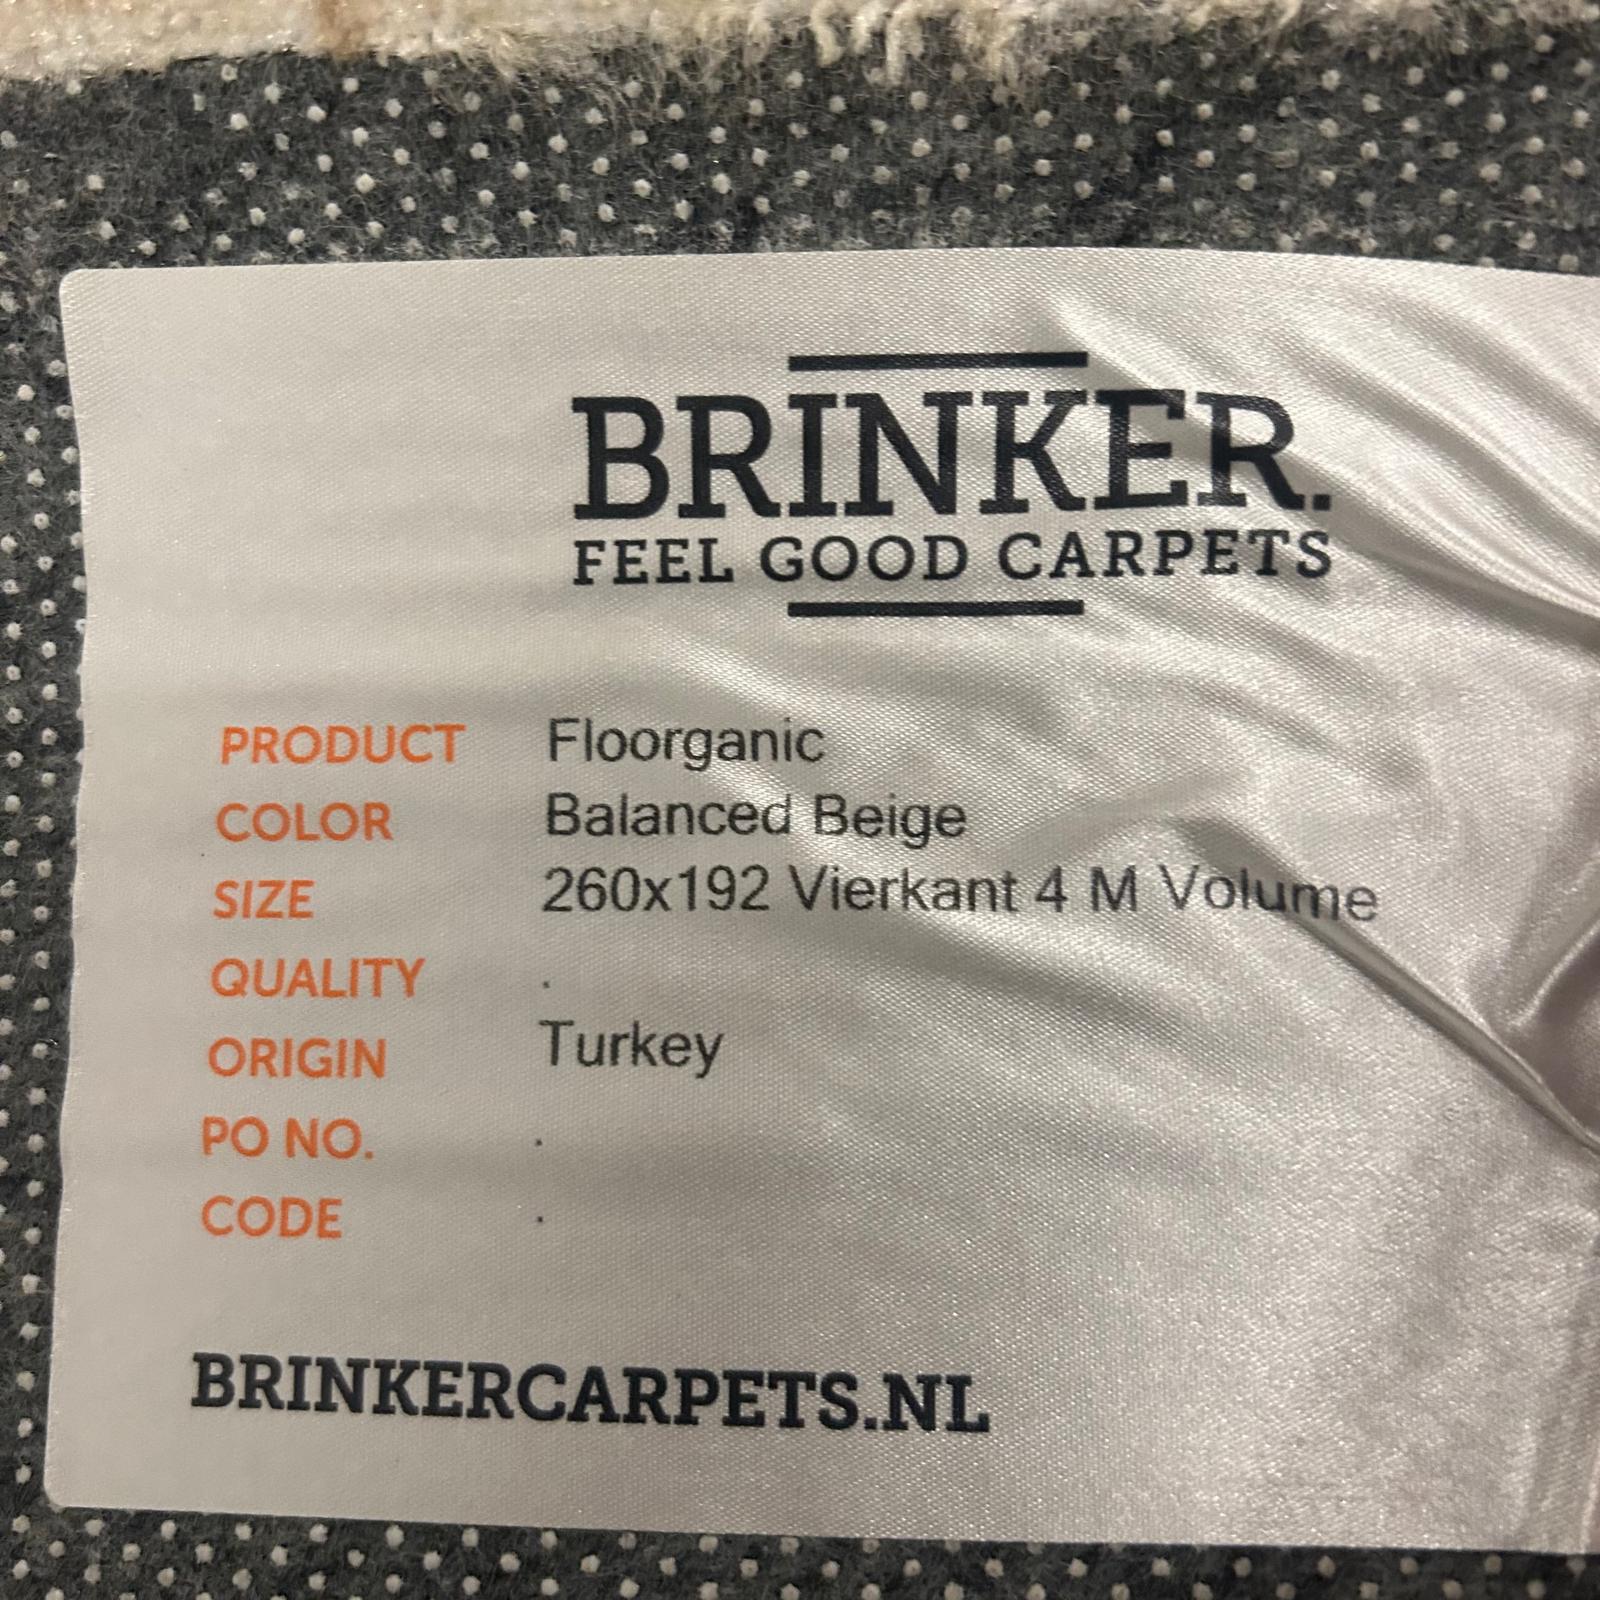 BRINKER.
FEEL GOOD CARPETS
PRODUCT Floorganic
COLOR Balanced Beige
SIZE 260x192 Vierkant 4 M Volume
QUALITY .
ORIGIN Turkey
PO NO. .
CODE .
BRINKERCARPETS.NL